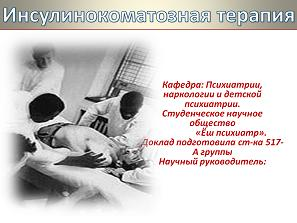 Инсулинокоматозная терапия
Кафедра: Психиатрии,
наркологии и детской
психиатрии.
Студенческое научное
общество
«Ёш психиатр».
Доклад подготовила ст-ка 517-
А группы
Научный руководитель: